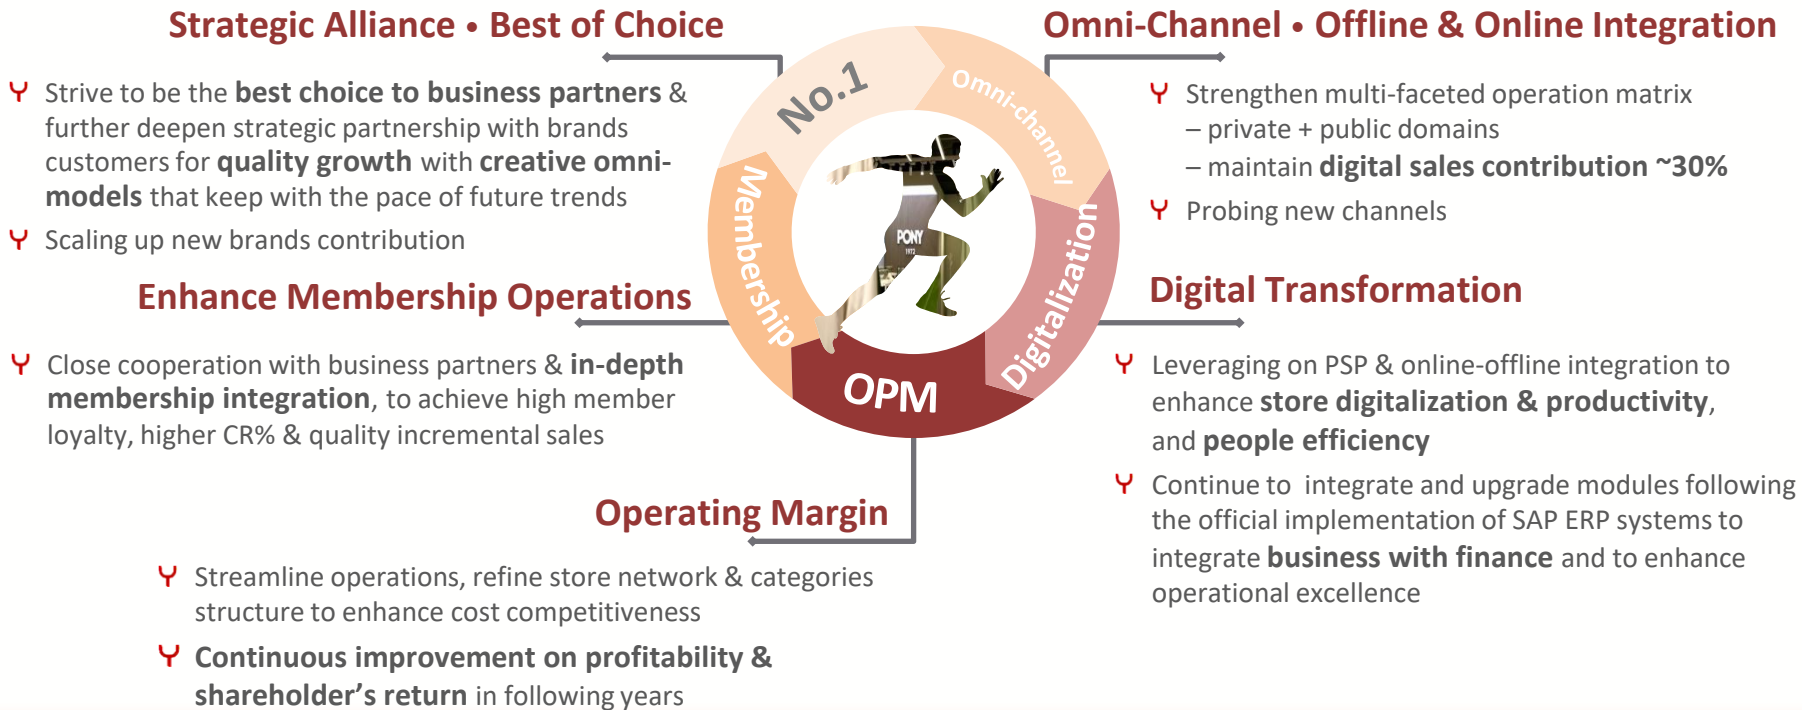 Strategic Alliance • Best of Choice
Strive to be the best choice to business partners &
further deepen strategic partnership with brands
customers for quality growth with creative omni-
models that keep with the pace of future trends
Scaling up new brands contribution
Enhance Membership Operations
Close cooperation with business partners & in-depth
membership integration, to achieve high member
loyalty, higher CR% & quality incremental sales
Operating Margin
Streamline operations, refine store network & categories
structure to enhance cost competitiveness
Continuous improvement on profitability &
shareholder's return in following years
No.1
Omni-channel
Membership
Digitalization
OPM
PONY
1972
Omni-Channel • Offline & Online Integration
Strengthen multi-faceted operation matrix
– private + public domains
– maintain digital sales contribution ~30%
Probing new channels
Digital Transformation
Leveraging on PSP & online-offline integration to
enhance store digitalization & productivity,
and people efficiency
Continue to integrate and upgrade modules following
the official implementation of SAP ERP systems to
integrate business with finance and to enhance
operational excellence